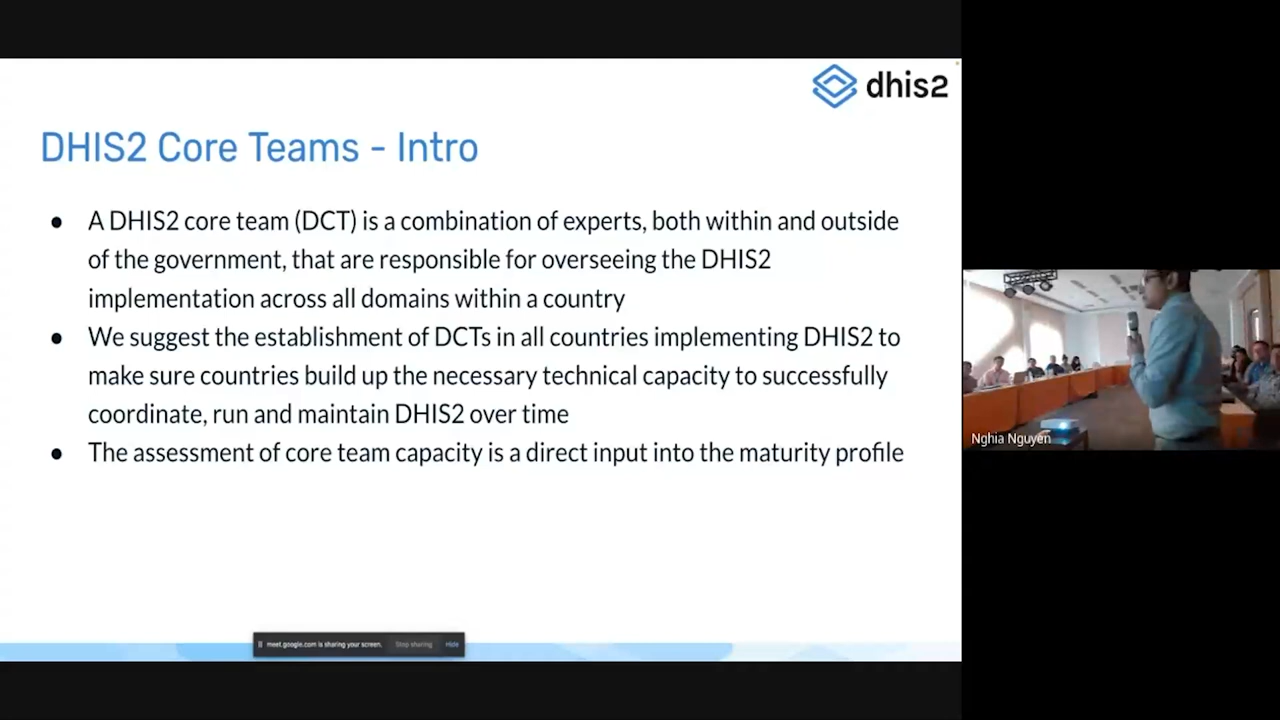 dhis2
DHIS2 Core Teams - Intro
● A DHIS2 core team (DCT) is a combination of experts, both within and outside
of the government, that are responsible for overseeing the DHIS2
implementation across all domains within a country
● We suggest the establishment of DCTs in all countries implementing DHIS2 to
make sure countries build up the necessary technical capacity to successfully
coordinate, run and maintain DHIS2 over time
● The assessment of core team capacity is a direct input into the maturity profile
Nghia Nguyen
meet.google.com is sharing your screen.
Stop sharing
Hide